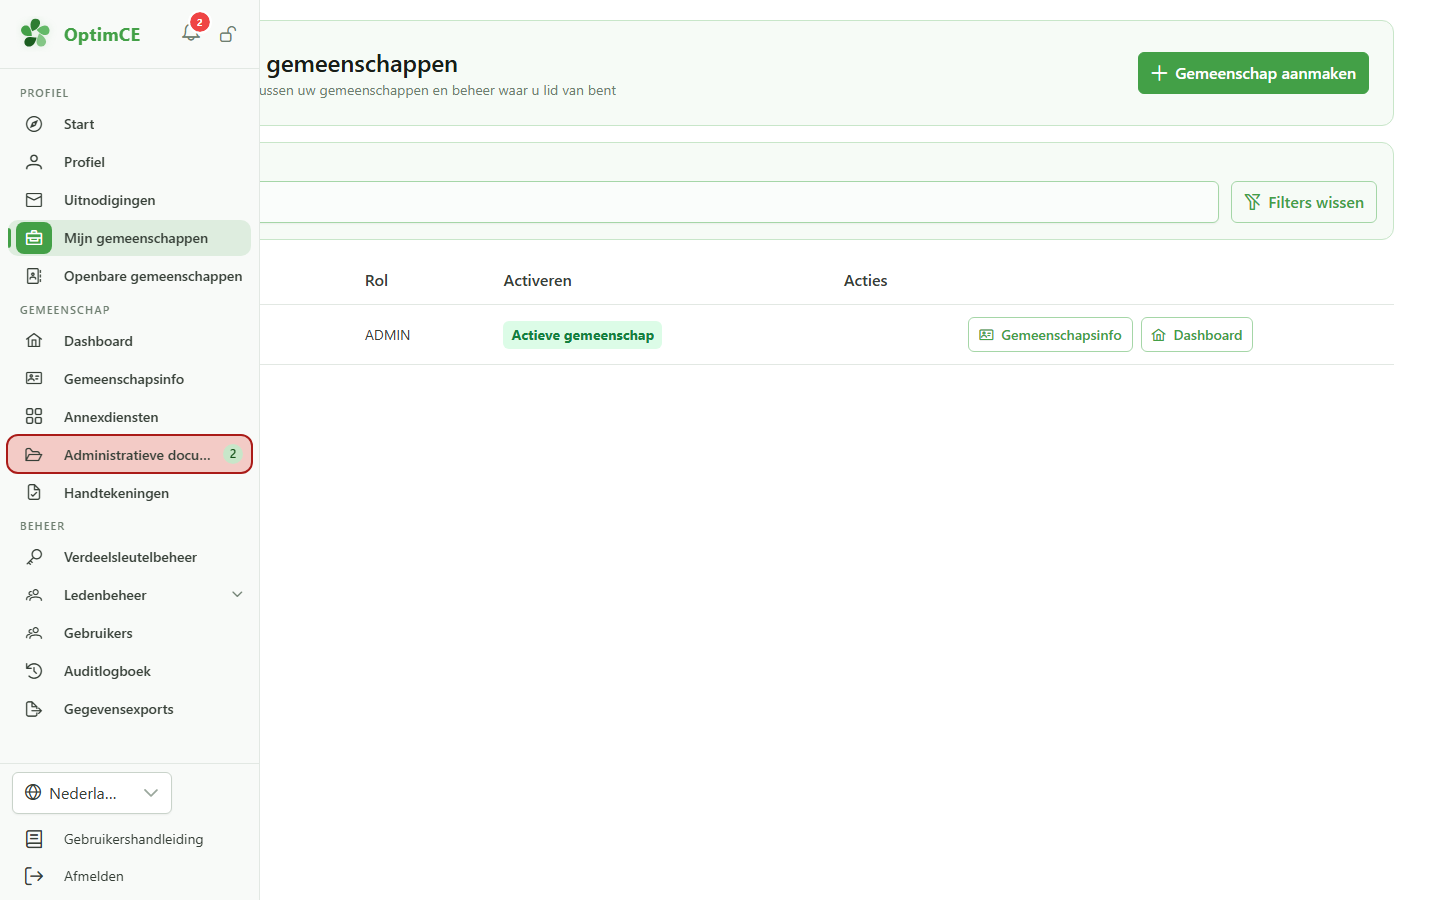 OptimCE
2
PROFIEL
Start
Profiel
Uitnodigingen
Mijn gemeenschappen
Openbare gemeenschappen
GEMEENSCHAP
Dashboard
Gemeenschapsinfo
Annexdiensten
Administratieve docu... 2
Handtekeningen
BEHEER
Verdeelsleutelbeheer
Ledenbeheer
Gebruikers
Auditlogboek
Gegevensexports
Nederla...
Gebruikershandleiding
Afmelden
gemeenschappen
ussen uw gemeenschappen en beheer waar u lid van bent
Gemeenschap aanmaken
Filters wissen
Rol Activeren Acties
ADMIN Actieve gemeenschap Gemeenschapsinfo Dashboard